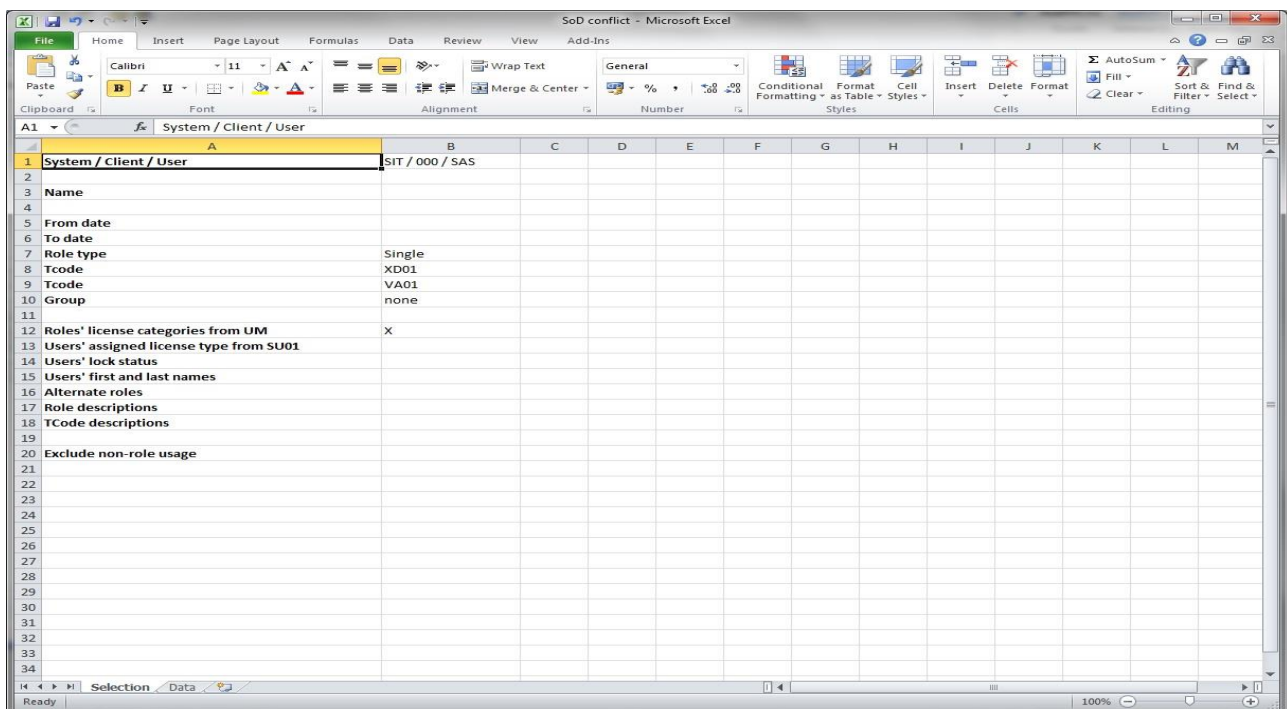 SoD conflict - Microsoft Excel
File Home Insert Page Layout Formulas Data Review View Add-Ins
Calibri 11 A A Wrap Text General Σ AutoSum
Paste B I U A Merge & Center $ % , .00 .0 Conditional Formatting Format as Table Cell Styles Insert Delete Format Fill Clear Sort & Filter Find & Select
Clipboard Font Alignment Number Styles Cells Editing
A1 fx System / Client / User
A B C D E F G H I J K L M
1 System / Client / User SIT / 000 / SAS
2
3 Name
4
5 From date
6 To date
7 Role type Single
8 Tcode XD01
9 Tcode VA01
10 Group none
11
12 Roles' license categories from UM X
13 Users' assigned license type from SU01
14 Users' lock status
15 Users' first and last names
16 Alternate roles
17 Role descriptions
18 TCode descriptions
19
20 Exclude non-role usage
21
22
23
24
25
26
27
28
29
30
31
32
33
34
Selection Data
Ready 100%